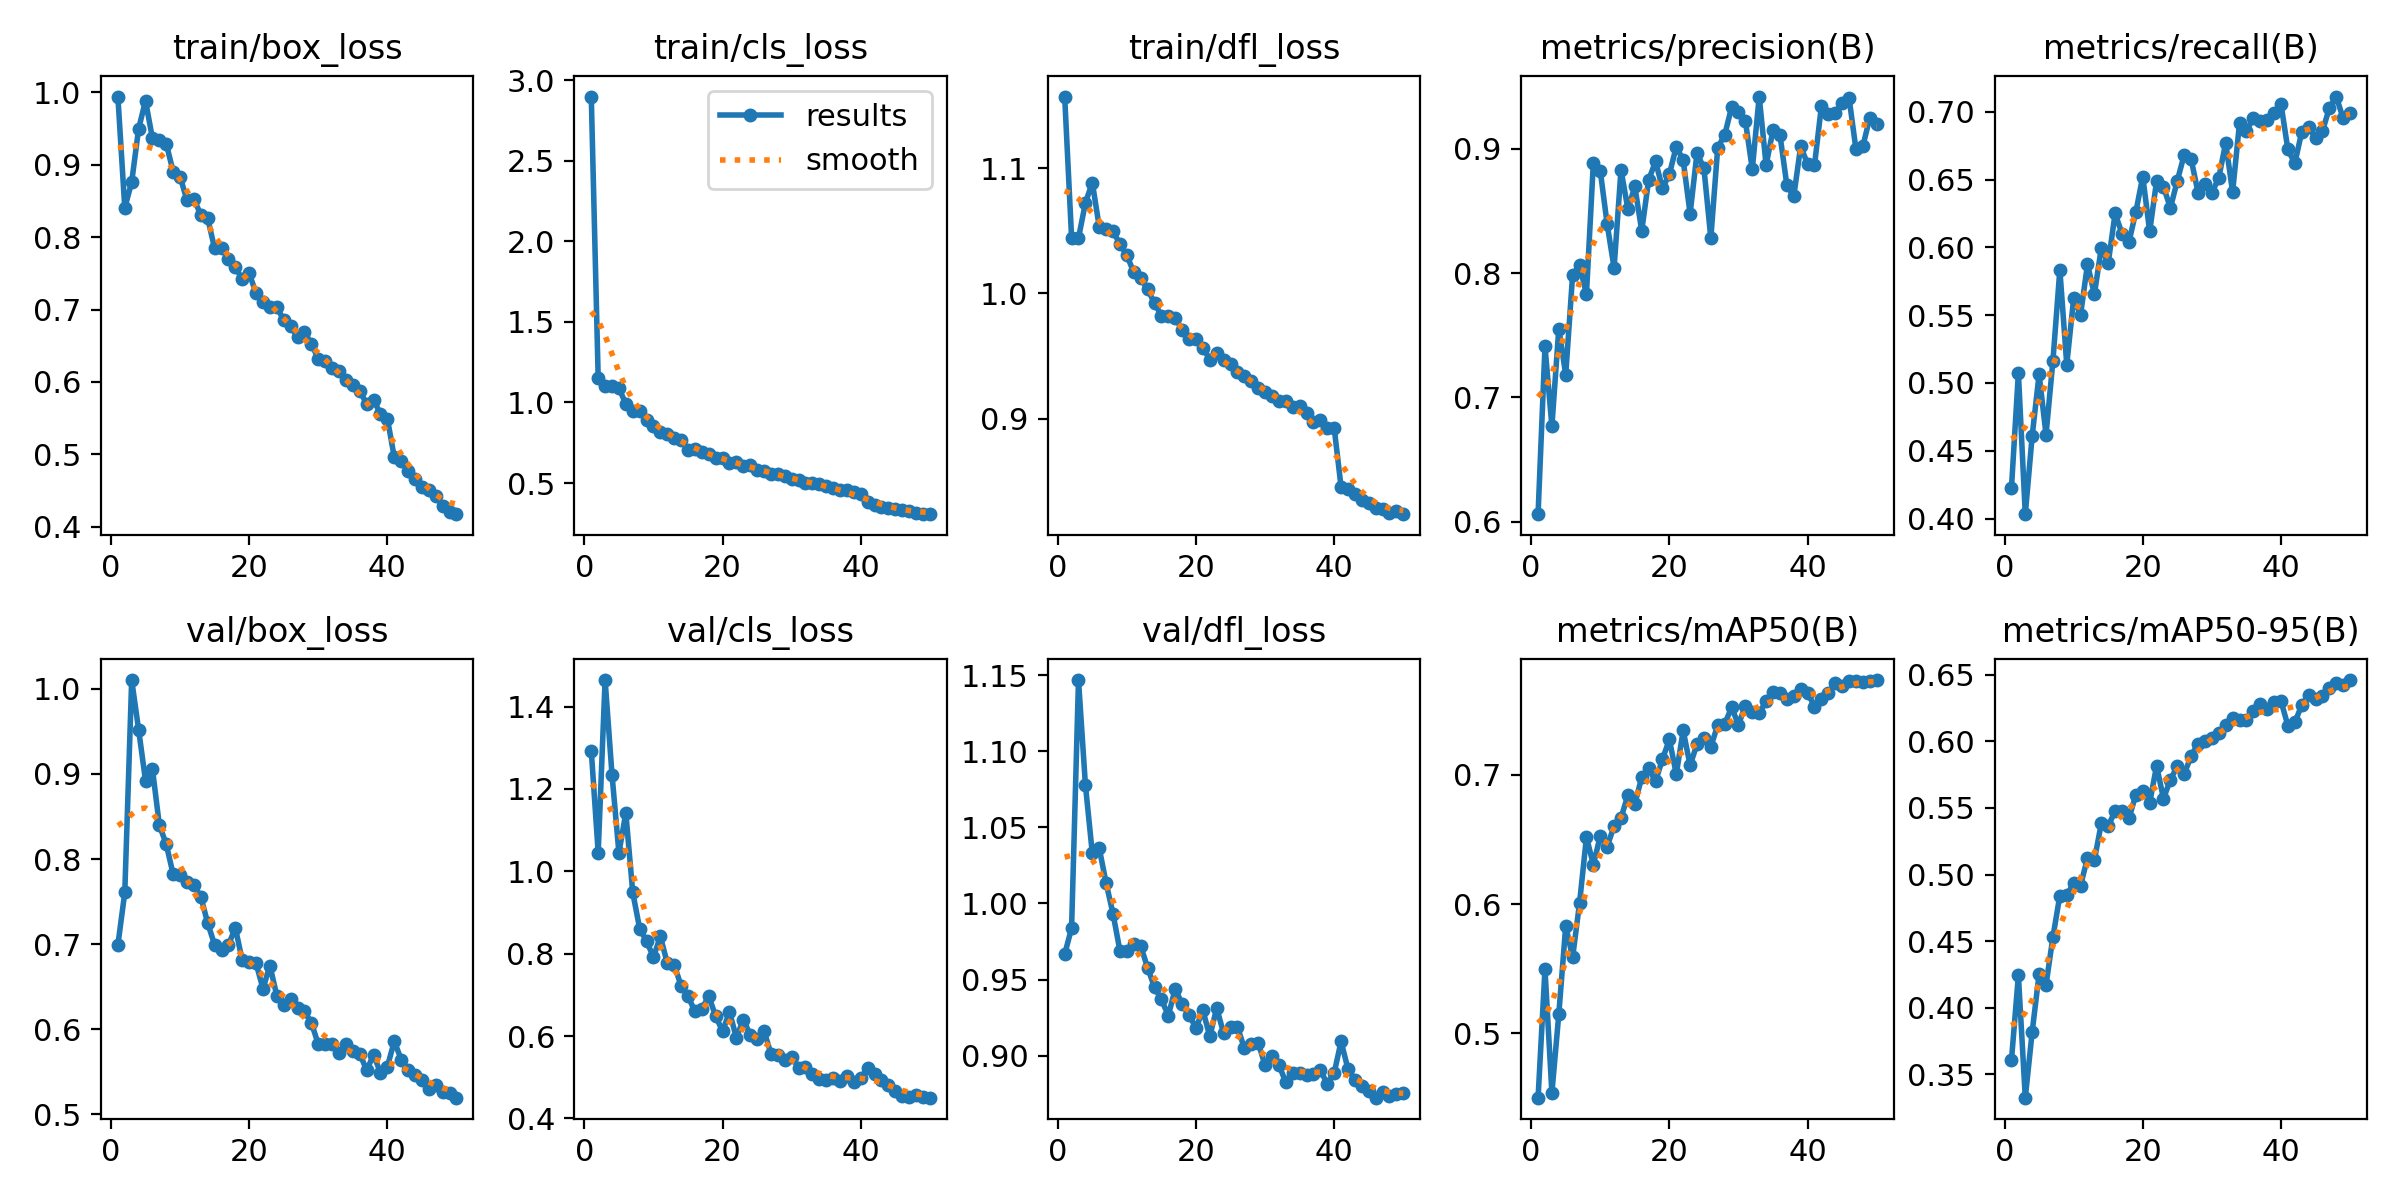 train/box_loss
1.0
0.9
0.8
0.7
0.6
0.5
0.4
0 20 40
train/cls_loss
results
smooth
3.0
2.5
2.0
1.5
1.0
0.5
0 20 40
train/dfl_loss
1.1
1.0
0.9
0 20 40
metrics/precision(B)
0.9
0.8
0.7
0.6
0 20 40
metrics/recall(B)
0.70
0.65
0.60
0.55
0.50
0.45
0.40
0 20 40
val/box_loss
1.0
0.9
0.8
0.7
0.6
0.5
0 20 40
val/cls_loss
1.4
1.2
1.0
0.8
0.6
0.4
0 20 40
val/dfl_loss
1.15
1.10
1.05
1.00
0.95
0.90
0 20 40
metrics/mAP50(B)
0.7
0.6
0.5
0 20 40
metrics/mAP50-95(B)
0.65
0.60
0.55
0.50
0.45
0.40
0.35
0 20 40